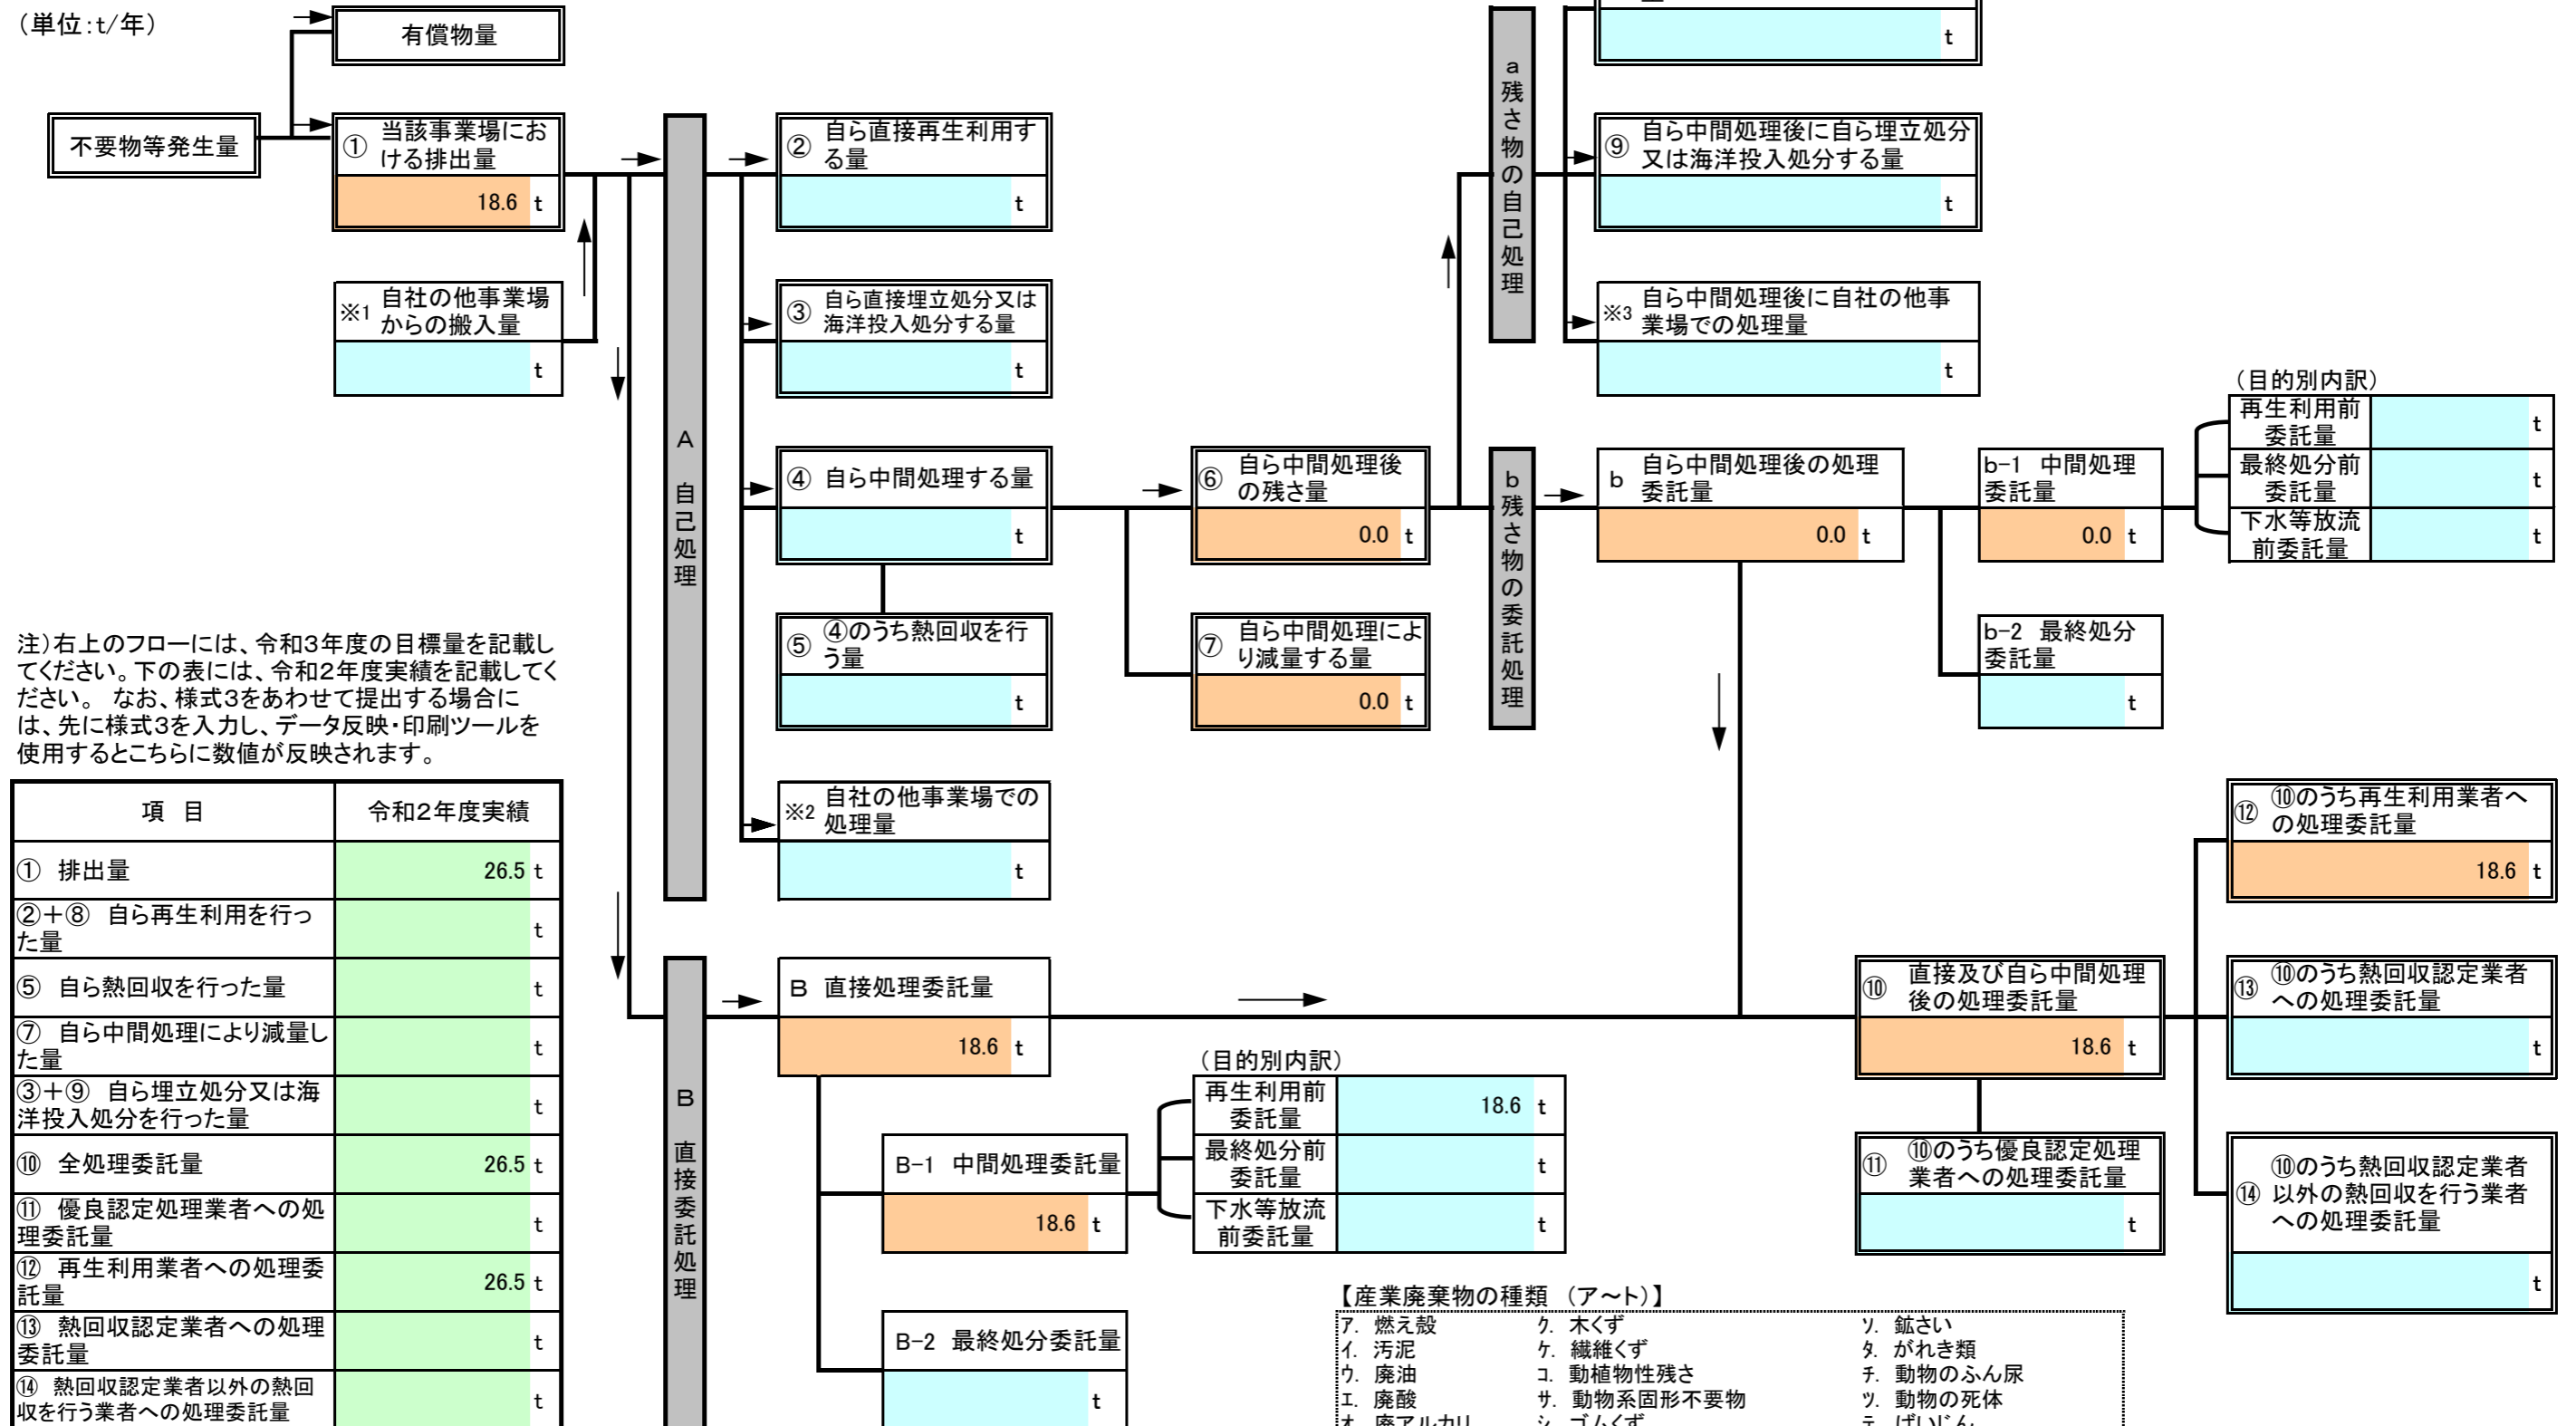 （単位：t/年）
有償物量
不要物等発生量
① 当該事業場にお
ける排出量
18.6 t
※1 自社の他事業場
からの搬入量
t
A 自己処理
② 自ら直接再生利用す
る量
t
③ 自ら直接埋立処分又は
海洋投入処分する量
t
④ 自ら中間処理する量
t
⑤ ④のうち熱回収を行
う量
t
※2 自社の他事業場での
処理量
t
⑥ 自ら中間処理後
の残さ量
0.0 t
⑦ 自ら中間処理によ
り減量する量
0.0 t
a 残さ物の自己処理
t
⑨ 自ら中間処理後に自ら埋立処分
又は海洋投入処分する量
t
※3 自ら中間処理後に自社の他事
業場での処理量
t
b 残さ物の委託処理
b 自ら中間処理後の処理
委託量
0.0 t
b-1 中間処理
委託量
0.0 t
b-2 最終処分
委託量
t
（目的別内訳）
再生利用前
委託量
t
最終処分前
委託量
t
下水等放流
前委託量
t
注）右上のフローには、令和3年度の目標量を記載し
てください。下の表には、令和2年度実績を記載してく
ださい。 なお、様式3をあわせて提出する場合に
は、先に様式3を入力し、データ反映・印刷ツールを
使用するとこちらに数値が反映されます。
項 目 令和2年度実績
① 排出量 26.5 t
②＋⑧ 自ら再生利用を行っ
た量
t
⑤ 自ら熱回収を行った量 t
⑦ 自ら中間処理により減量し
た量
t
③＋⑨ 自ら埋立処分又は海
洋投入処分を行った量
t
⑩ 全処理委託量 26.5 t
⑪ 優良認定処理業者への処
理委託量
t
⑫ 再生利用業者への処理委
託量
26.5 t
⑬ 熱回収認定業者への処理
委託量
t
⑭ 熱回収認定業者以外の熱回
収を行う業者への処理委託量
t
B 直接委託処理
B 直接処理委託量
18.6 t
B-1 中間処理委託量
18.6 t
B-2 最終処分委託量
t
（目的別内訳）
再生利用前
委託量
18.6 t
最終処分前
委託量
t
下水等放流
前委託量
t
⑩ 直接及び自ら中間処理
後の処理委託量
18.6 t
⑪ ⑩のうち優良認定処理
業者への処理委託量
t
⑫ ⑩のうち再生利用業者へ
の処理委託量
18.6 t
⑬ ⑩のうち熱回収認定業者
への処理委託量
t
⑭ ⑩のうち熱回収認定業者
以外の熱回収を行う業者
への処理委託量
t
【産業廃棄物の種類 （ア～ト）】
ｱ. 燃え殻 ｸ. 木くず ｿ. 鉱さい
ｲ. 汚泥 ｹ. 繊維くず ﾀ. がれき類
ｳ. 廃油 ｺ. 動植物性残さ ﾁ. 動物のふん尿
ｴ. 廃酸 ｻ. 動物系固形不要物 ﾂ. 動物の死体
ｵ. 廃アルカリ ｼ. ゴムくず ﾃ. ばいじん